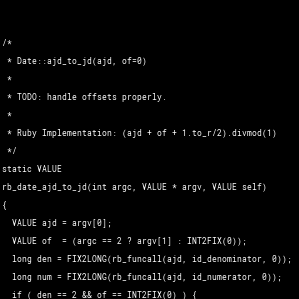 /*
 * Date::ajd_to_jd(ajd, of=0)
 *
 * TODO: handle offsets properly.
 *
 * Ruby Implementation: (ajd + of + 1.to_r/2).divmod(1)
 */
static VALUE
rb_date_ajd_to_jd(int argc, VALUE * argv, VALUE self)
{
  VALUE ajd = argv[0];
  VALUE of  = (argc == 2 ? argv[1] : INT2FIX(0));
  long den = FIX2LONG(rb_funcall(ajd, id_denominator, 0));
  long num = FIX2LONG(rb_funcall(ajd, id_numerator, 0));
  if ( den == 2 && of == INT2FIX(0) ) {